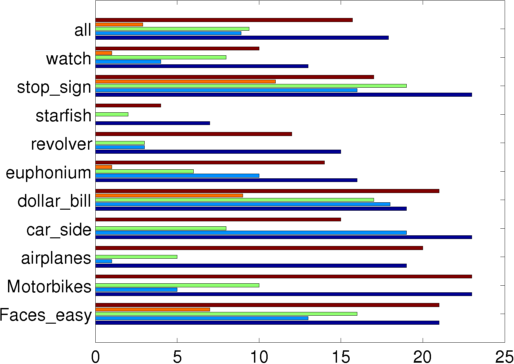 all
watch
stop_sign
starfish
revolver
euphonium
dollar_bill
car_side
airplanes
Motorbikes
Faces_easy
0 5 10 15 20 25